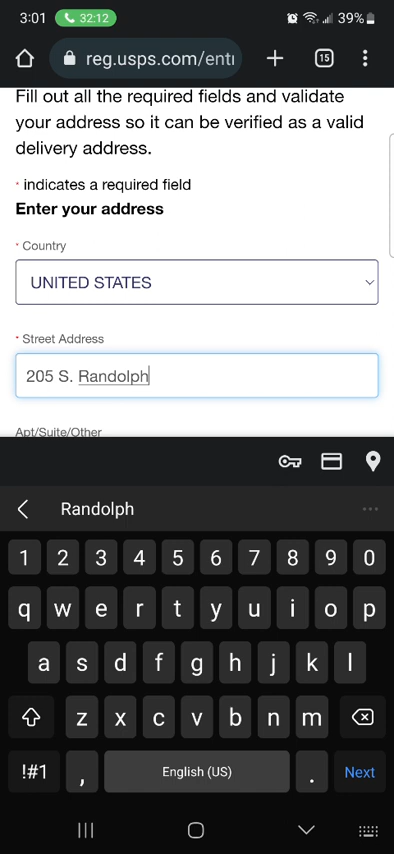 3:01 32:12 39%
reg.usps.com/enti 15
Fill out all the required fields and validate
your address so it can be verified as a valid
delivery address.
* indicates a required field
Enter your address
* Country
UNITED STATES
* Street Address
205 S. Randolph
Apt/Suite/Other
Randolph
1 2 3 4 5 6 7 8 9 0
q w e r t y u i o p
a s d f g h j k l
z x c v b n m
!#1 , English (US) . Next